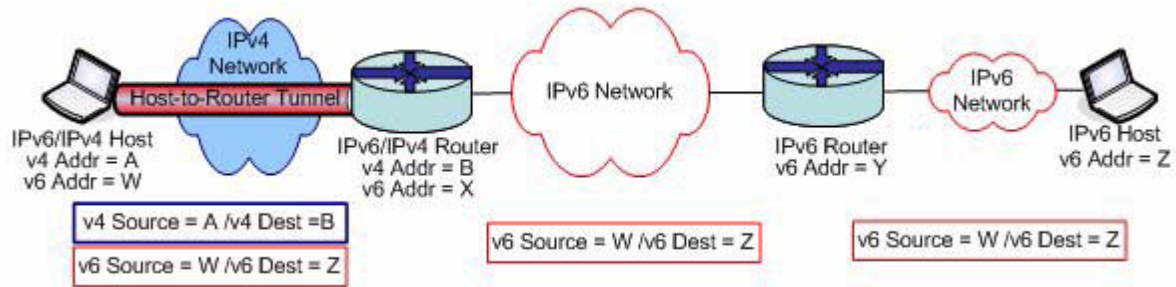 IPv4
Network
Host-to-Router Tunnel
IPv6/IPv4 Host
v4 Addr = A
v6 Addr = W
IPv6/IPv4 Router
v4 Addr = B
v6 Addr = X
IPv6 Network
IPv6 Router
v6 Addr = Y
IPv6
Network
IPv6 Host
v6 Addr = Z
v4 Source = A /v4 Dest =B
v6 Source = W /v6 Dest = Z
v6 Source = W /v6 Dest = Z
v6 Source = W /v6 Dest = Z